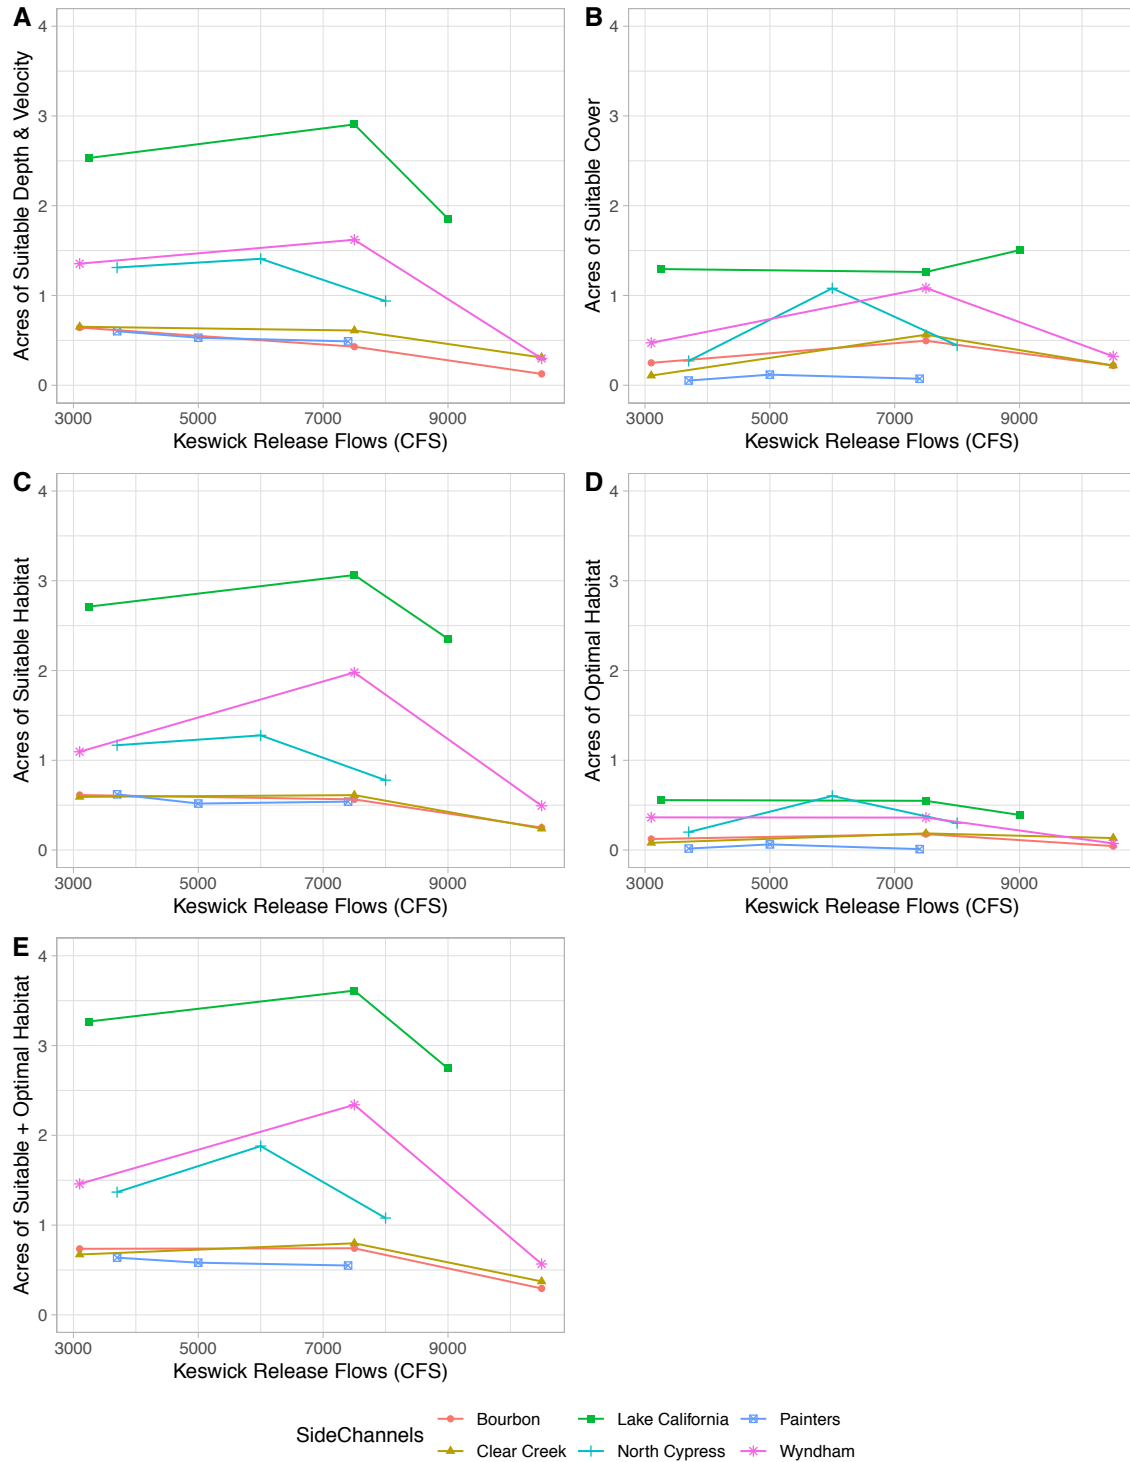 A
Acres of Suitable Depth & Velocity
4
3
2
1
0
3000 5000 7000 9000
Keswick Release Flows (CFS)
B
Acres of Suitable Cover
4
3
2
1
0
3000 5000 7000 9000
Keswick Release Flows (CFS)
C
Acres of Suitable Habitat
4
3
2
1
0
3000 5000 7000 9000
Keswick Release Flows (CFS)
D
Acres of Optimal Habitat
4
3
2
1
0
3000 5000 7000 9000
Keswick Release Flows (CFS)
E
Acres of Suitable + Optimal Habitat
4
3
2
1
0
3000 5000 7000 9000
Keswick Release Flows (CFS)
SideChannels
Bourbon Lake California Painters
Clear Creek North Cypress Wyndham